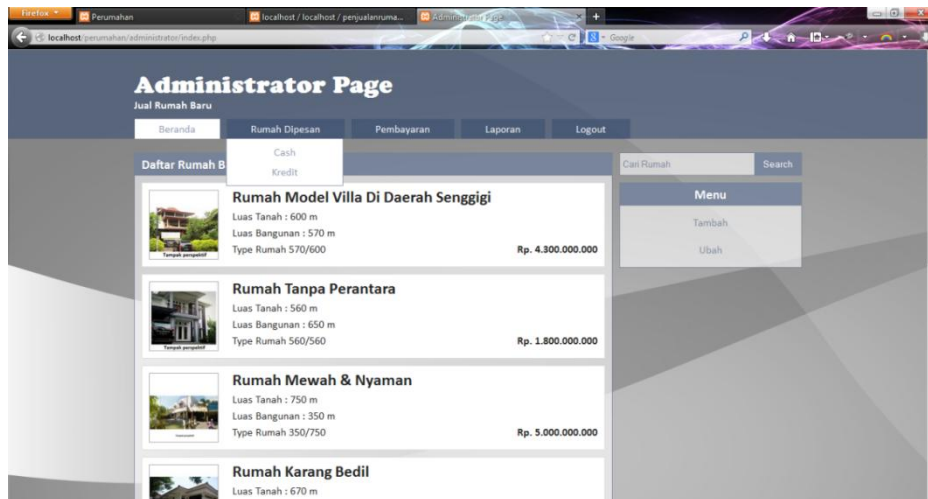 Firefox
Perumahan
localhost / localhost / penjualanruma...
Administrator Page
localhost/perumahan/administrator/index.php
Google
Administrator Page
Jual Rumah Baru
Beranda
Rumah DIpesan
Pembayaran
Laporan
Logout
Cash
Kredit
Daftar Rumah B
Cari Rumah
Search
Menu
Tambah
Ubah
Rumah Model Villa Di Daerah Senggigi
Luas Tanah : 600 m
Luas Bangunan : 570 m
Type Rumah 570/600
Rp. 4.300.000.000
Tampak perspektif
Rumah Tanpa Perantara
Luas Tanah : 560 m
Luas Bangunan : 650 m
Type Rumah 560/560
Rp. 1.800.000.000
Tampak perspektif
Rumah Mewah & Nyaman
Luas Tanah : 750 m
Luas Bangunan : 350 m
Type Rumah 350/750
Rp. 5.000.000.000
Rumah Karang Bedil
Luas Tanah : 670 m